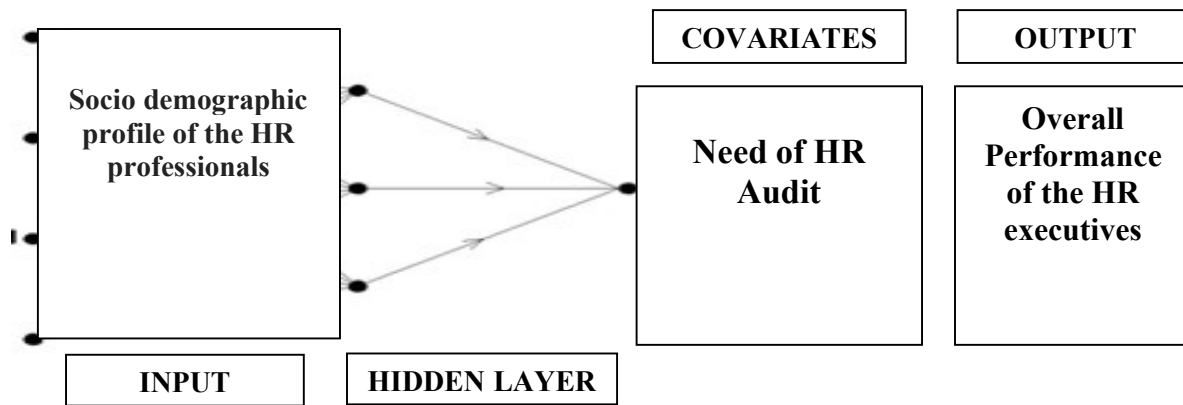 COVARIATES
OUTPUT
Socio demographic
profile of the HR
professionals
Need of HR
Audit
Overall
Performance
of the HR
executives
INPUT
HIDDEN LAYER